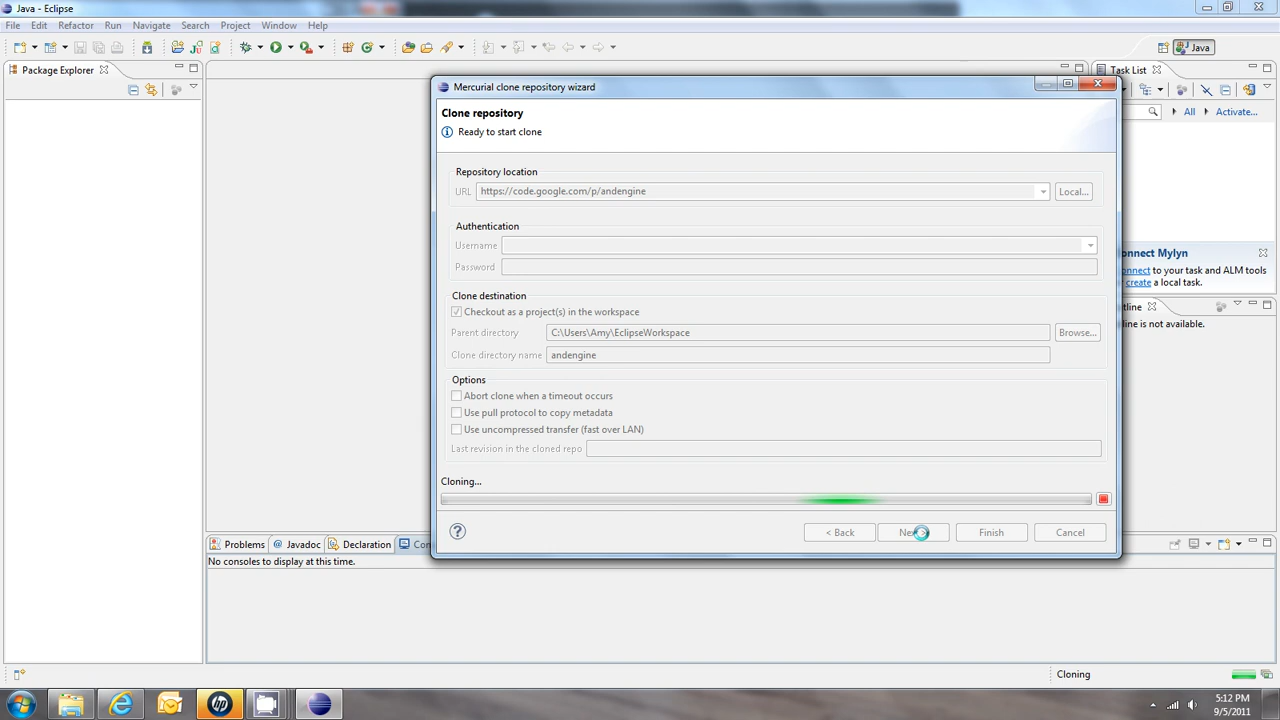 Java - Eclipse
File Edit Refactor Run Navigate Search Project Window Help
Java
Package Explorer
Task List
All Activate...
Mercurial clone repository wizard
Clone repository
Ready to start clone
Repository location
URL https://code.google.com/p/andengine Local...
Authentication
Username
Password
Clone destination
Checkout as a project(s) in the workspace
Parent directory C:\Users\Amy\EclipseWorkspace Browse...
Clone directory name andengine
Options
Abort clone when a timeout occurs
Use pull protocol to copy metadata
Use uncompressed transfer (fast over LAN)
Last revision in the cloned repo
Cloning...
< Back Ne Finish Cancel
onnect Mylyn
onnect to your task and ALM tools
create a local task.
tline
line is not available.
Problems @ Javadoc Declaration Con
No consoles to display at this time.
Cloning
hp
5:12 PM
9/5/2011